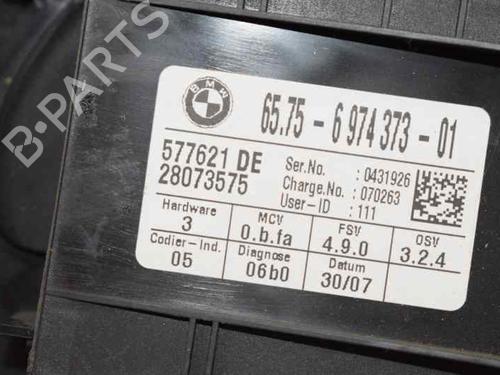 B-PARTS
BMW
65.75 - 6 974 373 - 01
577621 DE
28073575
Ser.No. : 0431926
Charge.No. : 070263
User-ID : 111
Hardware
3
MCV
0.b.fa
FSV
4.9.0
OSV
3.2.4
Codier-Ind.
05
Diagnose
06b0
Datum
30/07